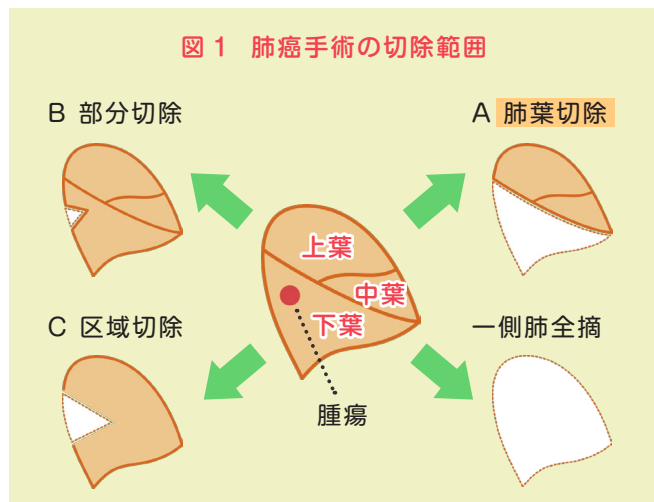 図1 肺癌手術の切除範囲
B 部分切除
A 肺葉切除
上葉
中葉
下葉
C 区域切除
一側肺全摘
腫瘍